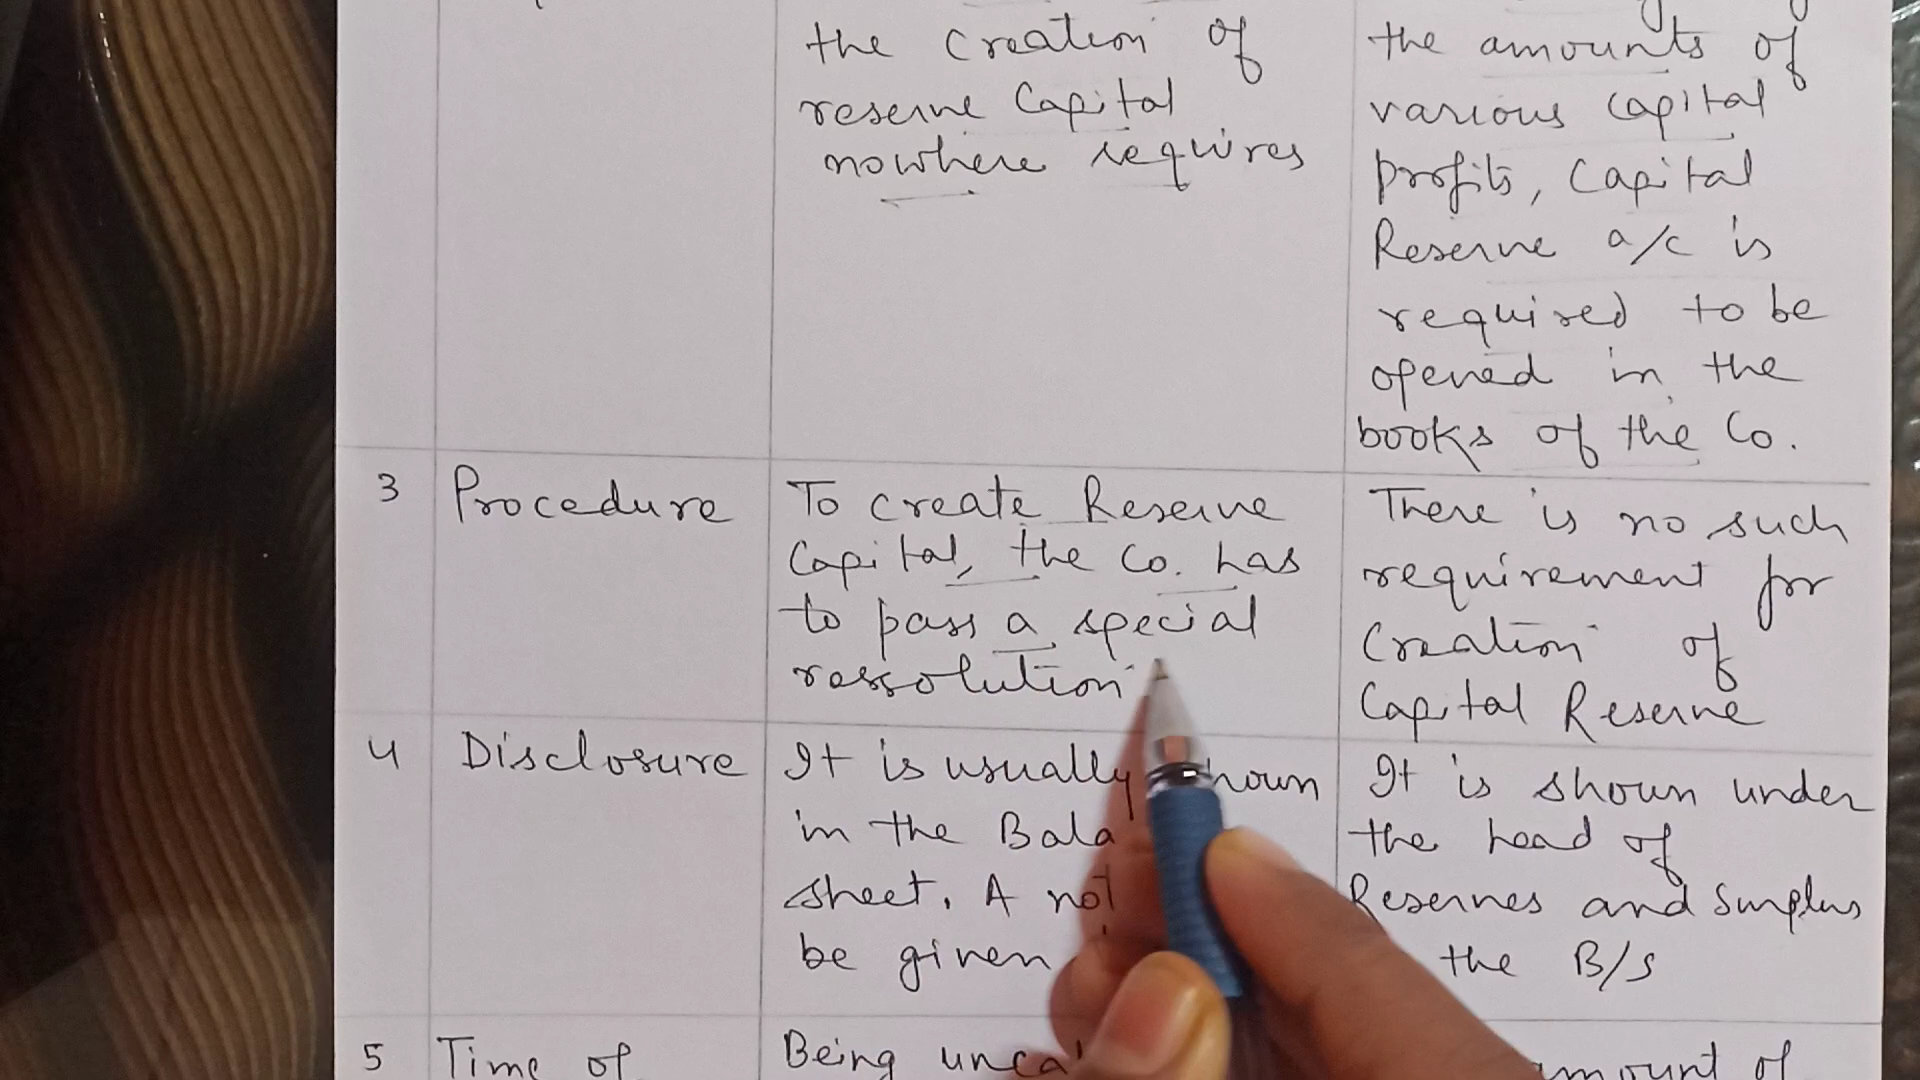 the creation of
reserve Capital
nowhere requires
the amounts of
various capital
profits, Capital
Reserve a/c is
required to be
opened in the
books of the Co.
3 Procedure
To create Reserve
Capital, the Co. has
to pass a special
ressolution
There is no such
requirement for
Creation of
Capital Reserve
4 Disclosure
It is usually
in the
sheet. A
be given
It is shown under
the head of
Reserves and Surplus
the B/S
5 Time of
Being
amount of